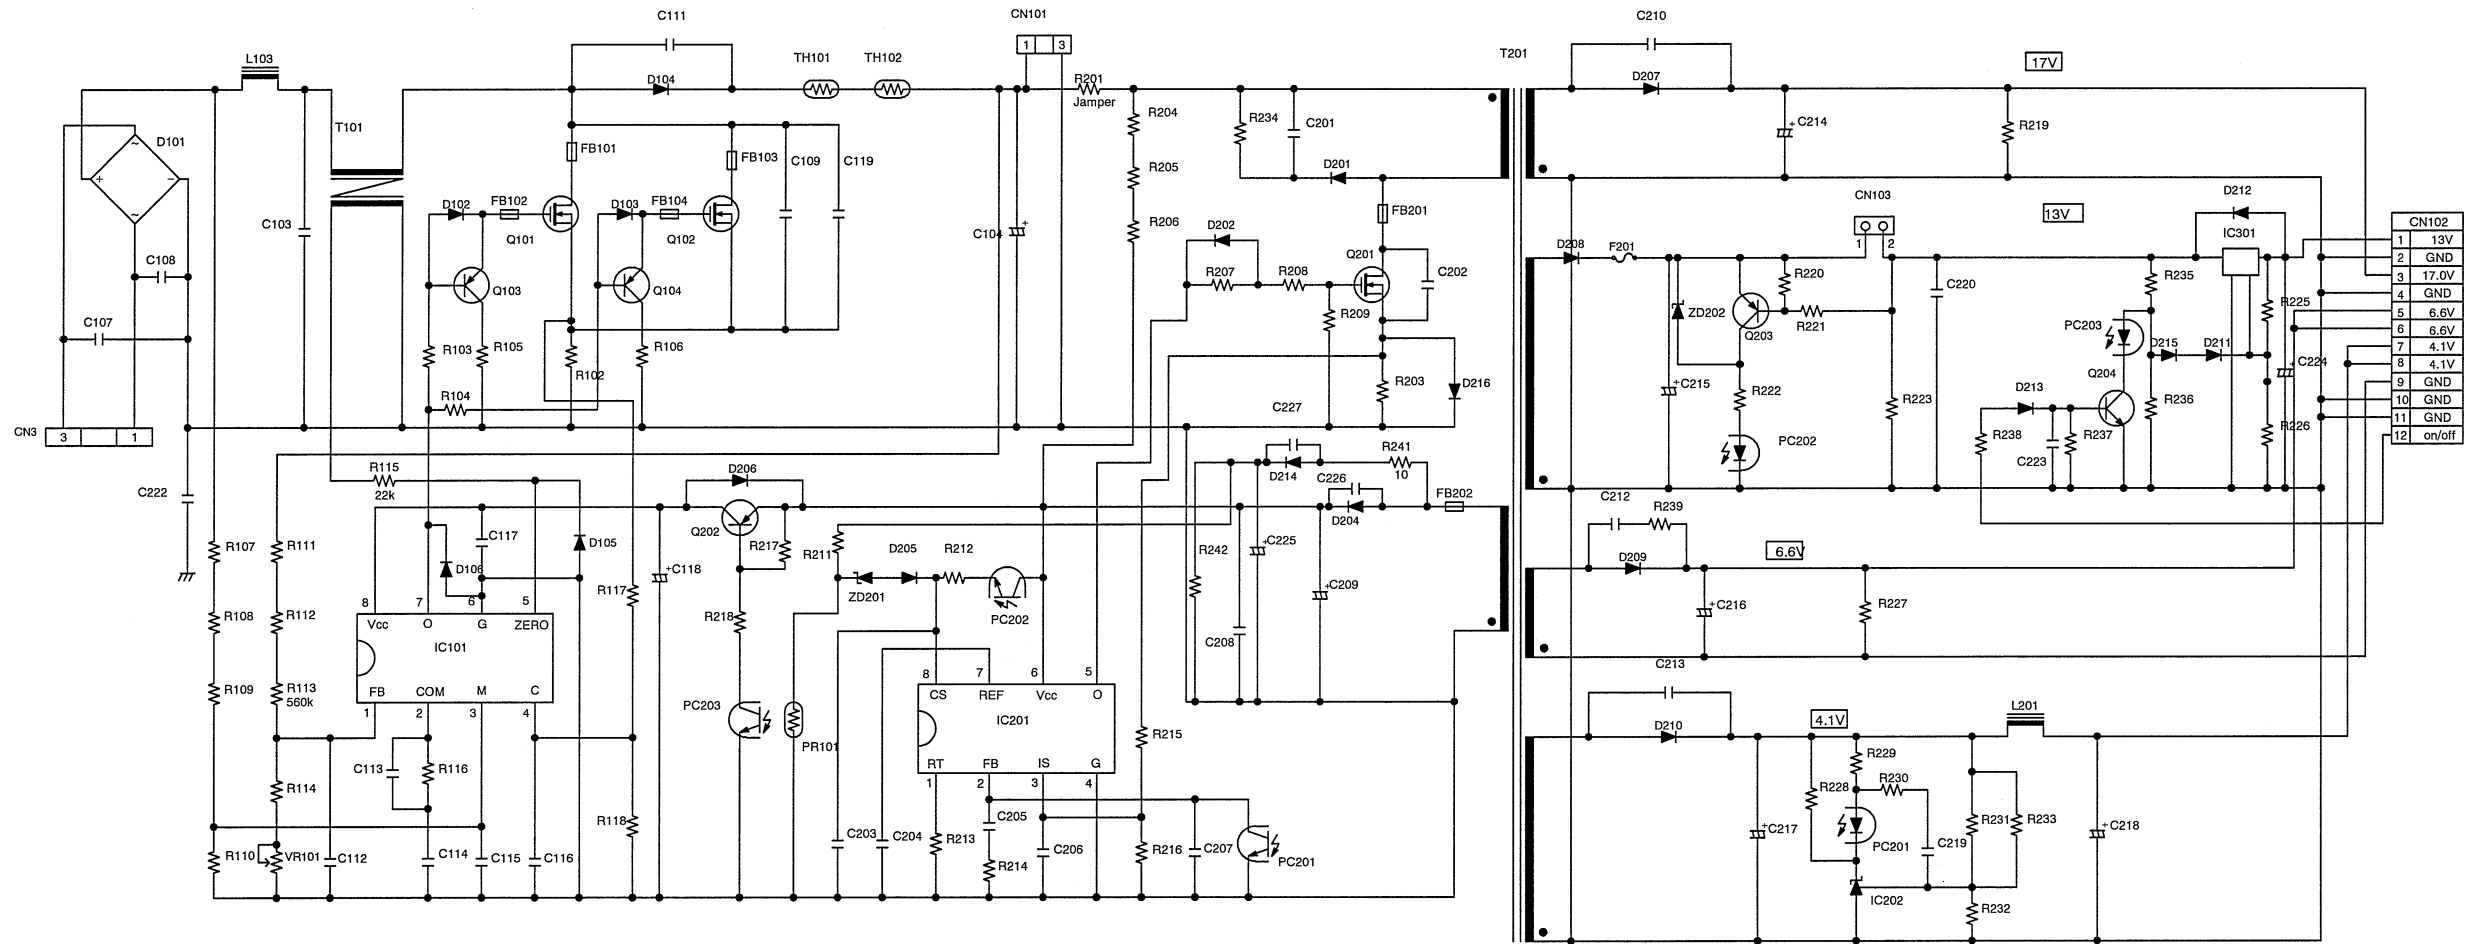 C111
CN101
C210
1 3
T201
17V
L103
TH101 TH102
D104
R201
Jamper
D207
R204
R234
C201
C214
R219
T101
D101
~
+ -
~
FB101
FB103
C109
C119
R205
D201
CN103
D212
13V
D102
FB102
D103
FB104
Q101
Q102
C103
C104
+
R206
D202
FB201
CN102
1 13V
2 GND
3 17.0V
4 GND
5 6.6V
6 6.6V
7 4.1V
8 4.1V
9 GND
10 GND
11 GND
12 on/off
D208
F201
1 2
IC301
C108
Q103
Q104
R207
R208
Q201
C202
R220
C220
R235
R225
C107
R209
ZD202
Q203
R221
PC203
D215
D211
+
C224
R103
R105
R102
R106
R203
D216
+
C215
R222
R223
Q204
D213
R236
R104
C227
CN3
3 1
PC202
R238
C223
R237
R226
R115
22k
D206
R241
10
D214
C226
FB202
D204
C222
C212
R239
Q202
R217
R211
D205
R212
R242
+
C225
R107
R111
C117
D105
D106
+
C118
R117
ZD201
PC202
+
C209
6.6V
D209
8 7 6 5
Vcc O G ZERO
IC101
FB COM M C
1 2 3 4
R108
R112
R218
C208
+
C216
R227
R109
R113
560k
PC203
PR101
8 7 6 5
CS REF Vcc O
IC201
RT FB IS G
1 2 3 4
C213
D210
4.1V
L201
R215
C113
R116
R114
R229
R228
R230
R118
C203
C204
R213
C205
R214
C206
R216
C207
PC201
+
C217
PC201
C219
R231
R233
+
C218
R110
VR101
C112
C114
C115
C116
IC202
R232